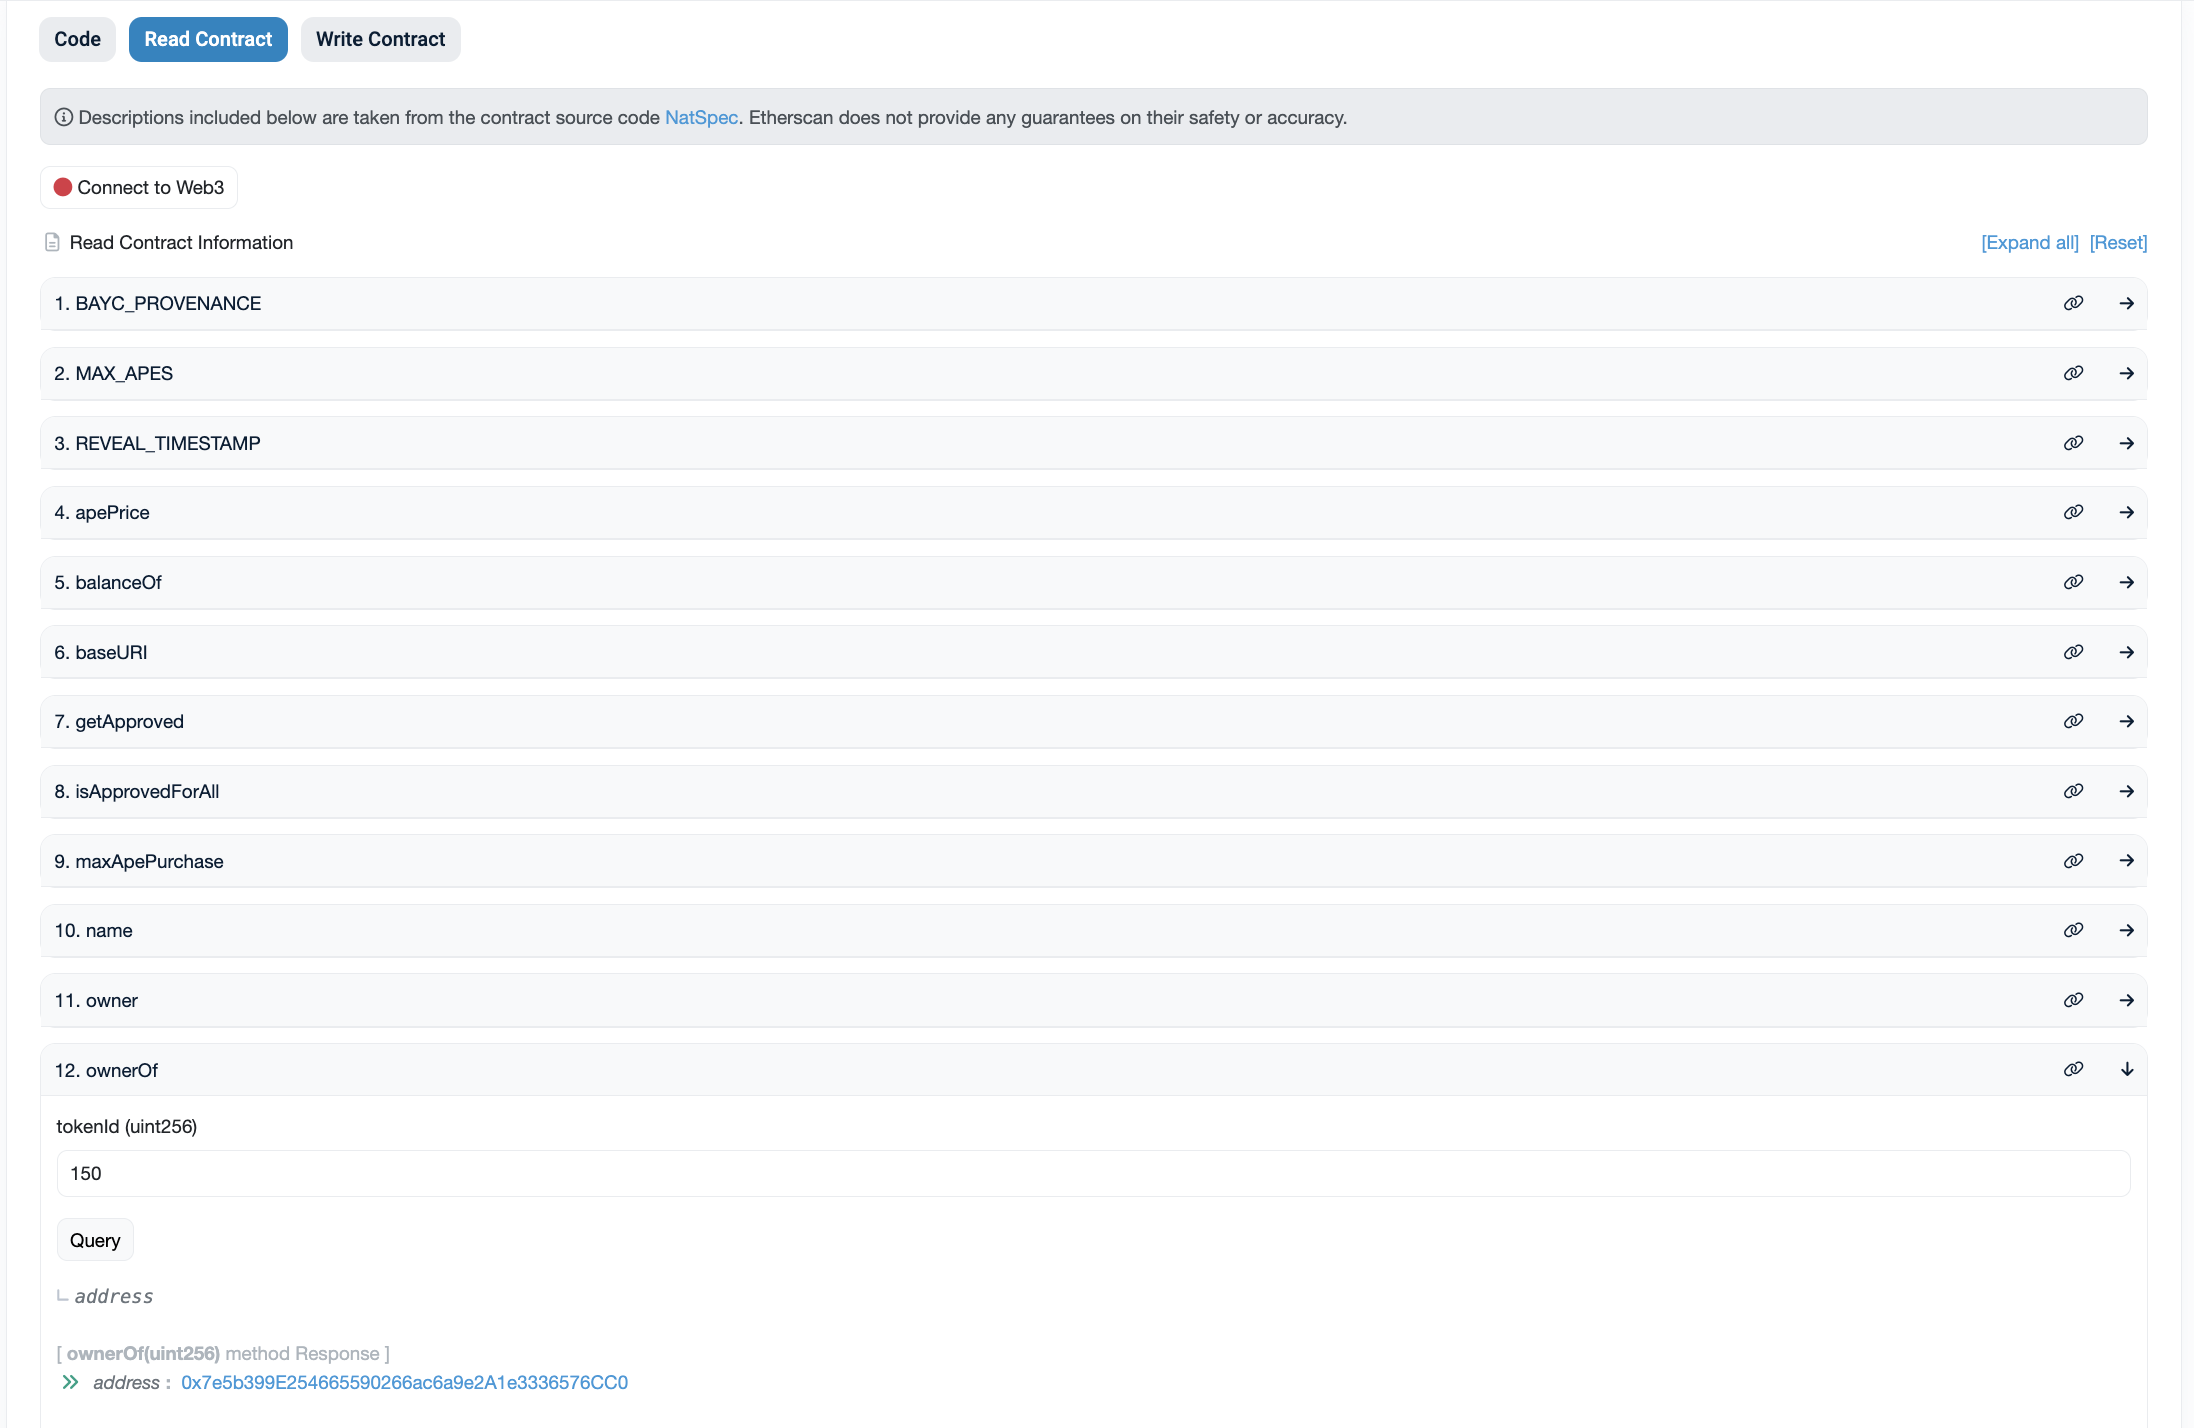 Code Read Contract Write Contract
Descriptions included below are taken from the contract source code NatSpec. Etherscan does not provide any guarantees on their safety or accuracy.
Connect to Web3
Read Contract Information [Expand all] [Reset]
1. BAYC_PROVENANCE
2. MAX_APES
3. REVEAL_TIMESTAMP
4. apePrice
5. balanceOf
6. baseURI
7. getApproved
8. isApprovedForAll
9. maxApePurchase
10. name
11. owner
12. ownerOf
tokenId (uint256)
150
Query
address
[ ownerOf(uint256) method Response ]
address : 0x7e5b399E254665590266ac6a9e2A1e3336576CC0